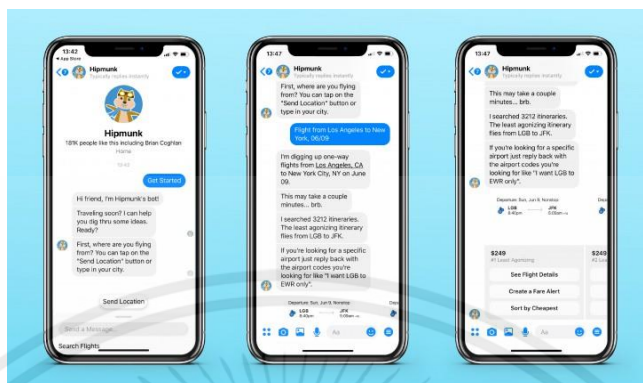 13:42
App Store
Hipmunk
Typically replies instantly
Hipmunk
181K people like this including Brian Coghlan
Home
13:42
Get Started
Hi friend, I'm Hipmunk's bot!
Traveling soon? I can help
you dig thru some ideas.
Ready?
First, where are you flying
from? You can tap on the
"Send Location" button or
type in your city.
Send Location
Send a Message...
Search Flights
13:47
Hipmunk
Typically replies instantly
First, where are you flying
from? You can tap on the
"Send Location" button or
type in your city.
Flight from Los Angeles to New
York, 06/09
I'm digging up one-way
flights from Los Angeles, CA
to New York City, NY on June
09.
This may take a couple
minutes... brb.
I searched 3212 itineraries.
The least agonizing itinerary
flies from LGB to JFK.
If you're looking for a specific
airport just reply back with
the airport codes you're
looking for like "I want LGB to
EWR only".
Departure: Sun, Jun 9, Nonstop
LGB
JFK
9:40pm
Aa
13:47
Hipmunk
Typically replies instantly
This may take a couple
minutes... brb.
I searched 3212 itineraries.
The least agonizing itinerary
flies from LGB to JFK.
If you're looking for a specific
airport just reply back with
the airport codes you're
looking for like "I want LGB to
EWR only".
Departure: Sun, Jun 9, Nonstop
LGB
JFK
9:40pm
$249
#1 Least Agonizing
$249
See Flight Details
Create a Fare Alert
Sort by Cheapest
Aa